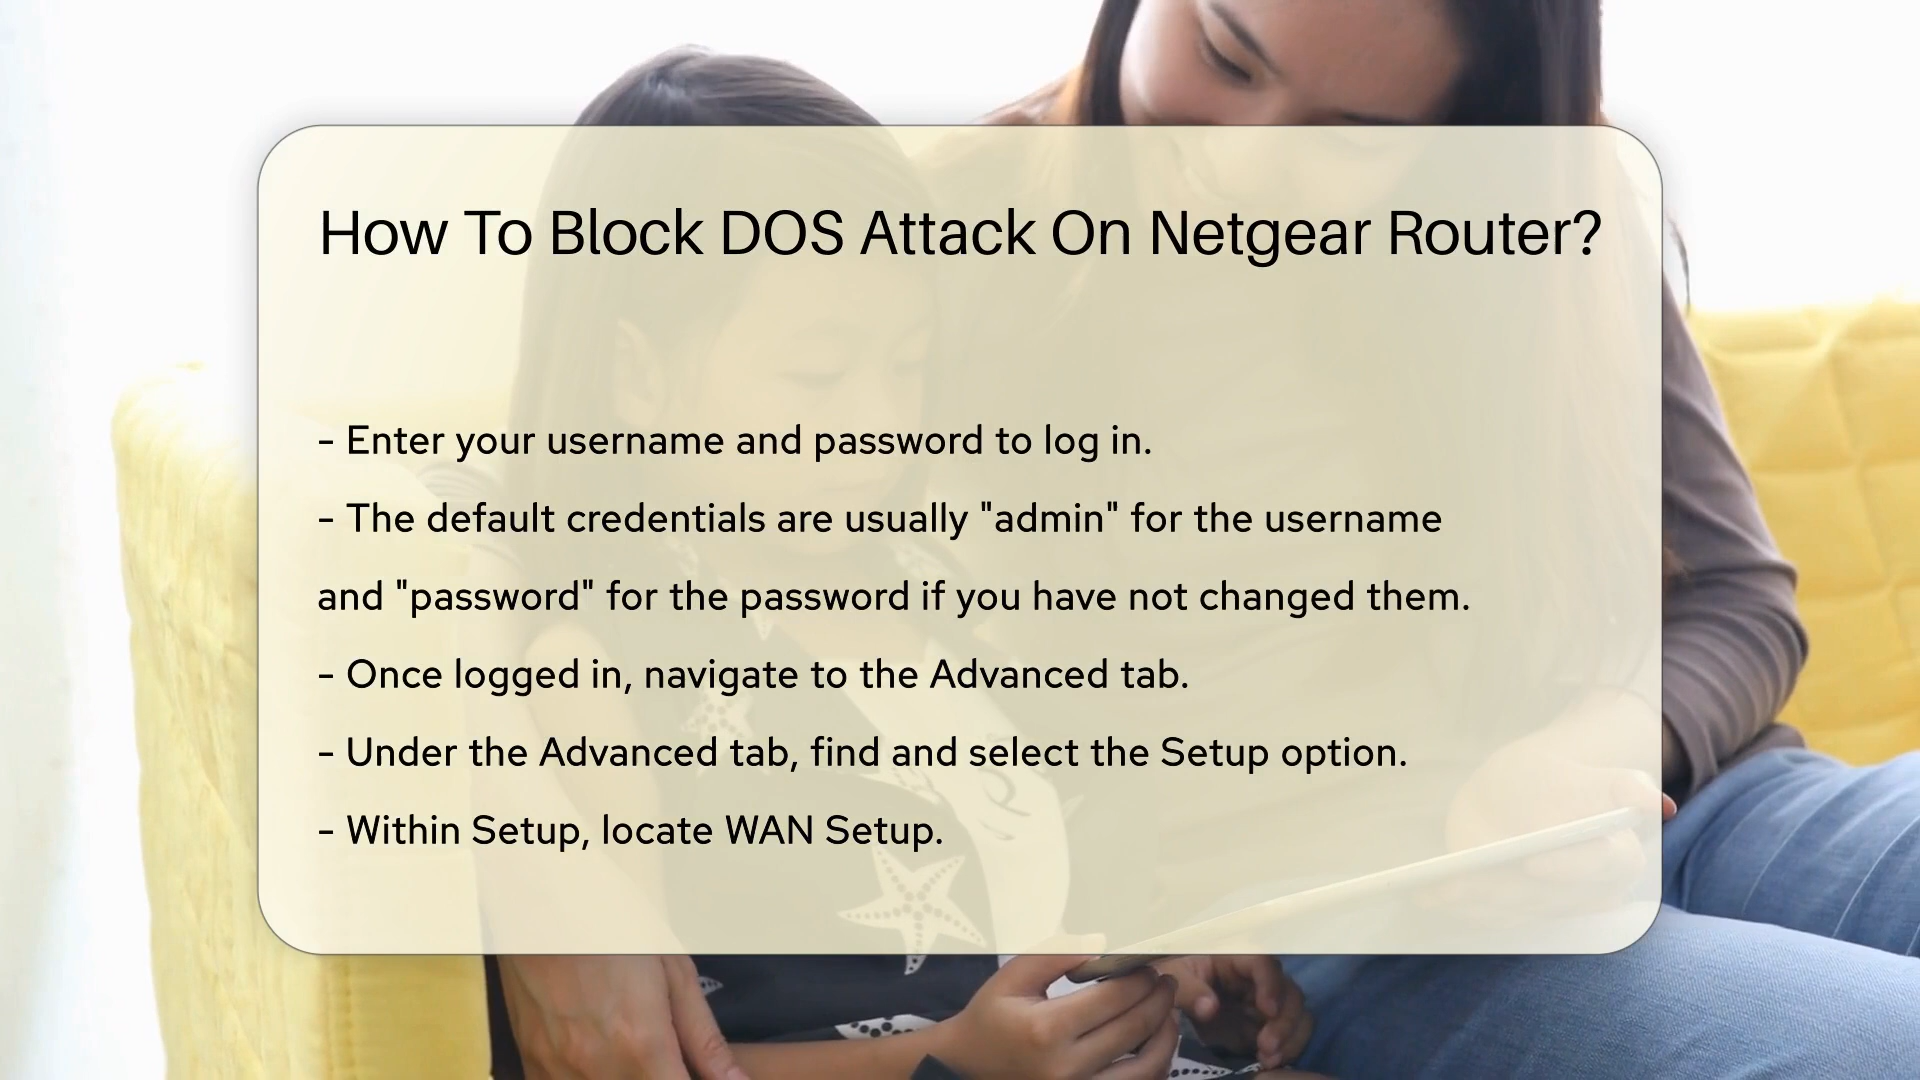 How To Block DOS Attack On Netgear Router?
- Enter your username and password to log in.
- The default credentials are usually "admin" for the username
and "password" for the password if you have not changed them.
- Once logged in, navigate to the Advanced tab.
- Under the Advanced tab, find and select the Setup option.
- Within Setup, locate WAN Setup.